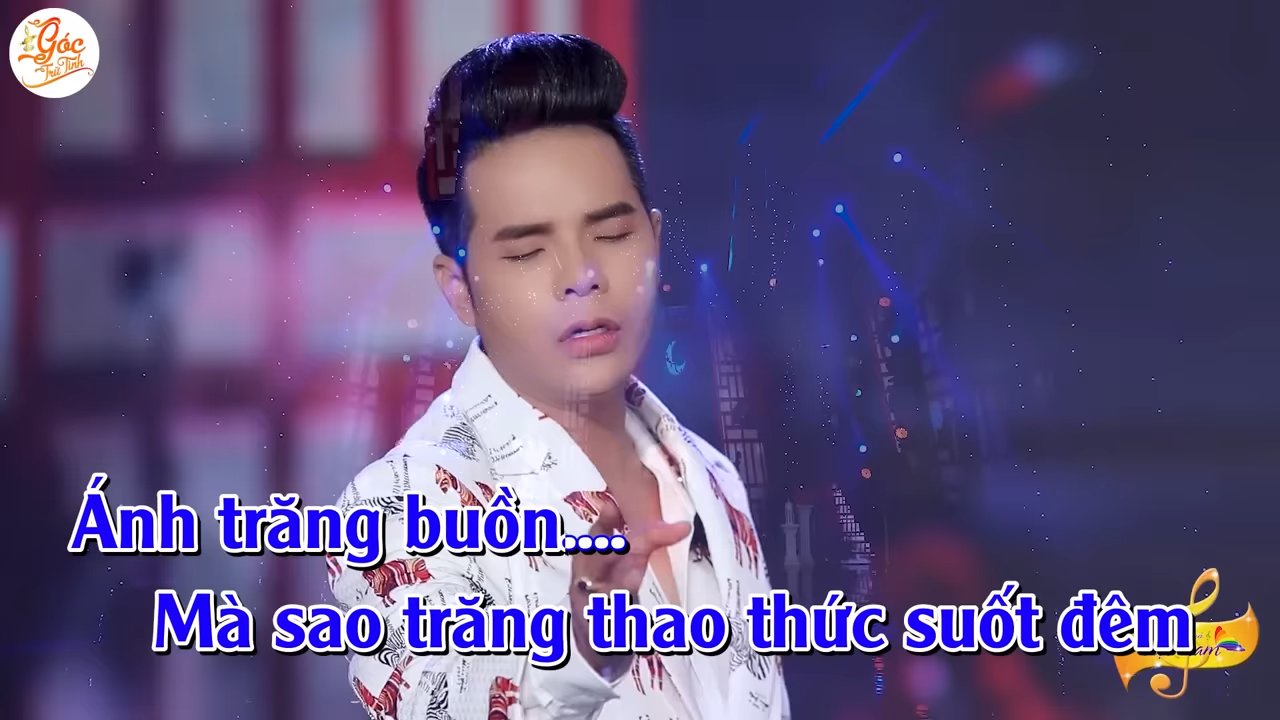 Góc
Trữ Tình
Ánh trăng buồn....
Mà sao trăng thao thức suốt đêm